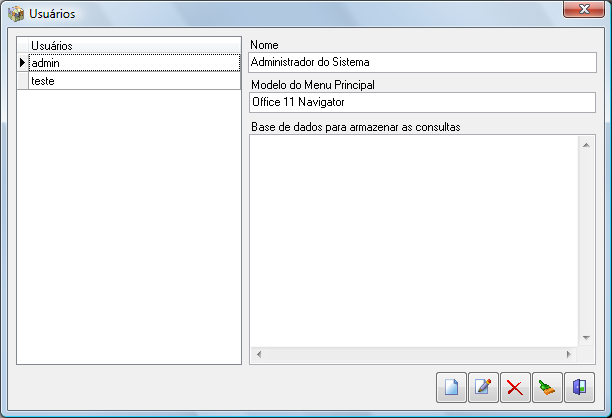 Usuários
Usuários
admin
teste
Nome
Administrador do Sistema
Modelo do Menu Principal
Office 11 Navigator
Base de dados para armazenar as consultas